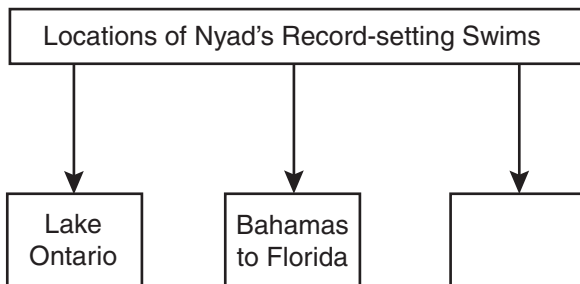 Locations of Nyad's Record-setting Swims
Lake
Ontario
Bahamas
to Florida